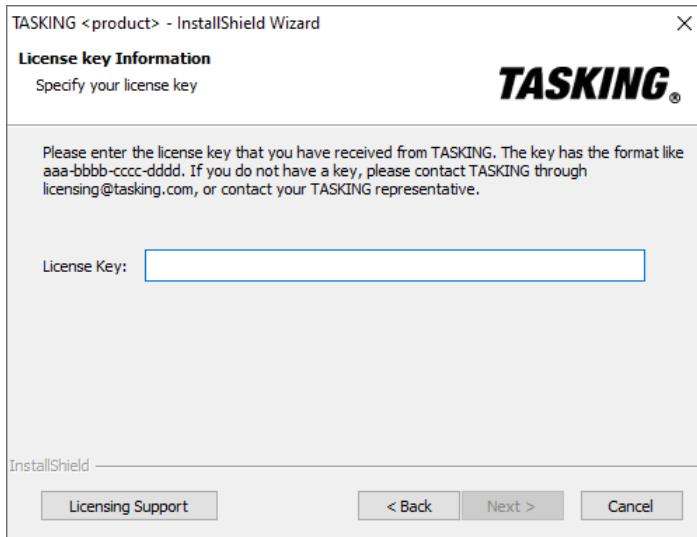 TASKING <product> - InstallShield Wizard
License key Information
Specify your license key
TASKING®
Please enter the license key that you have received from TASKING. The key has the format like
aaa-bbbb-cccc-dddd. If you do not have a key, please contact TASKING through
licensing@tasking.com, or contact your TASKING representative.
License Key:
InstallShield
Licensing Support
< Back
Next >
Cancel